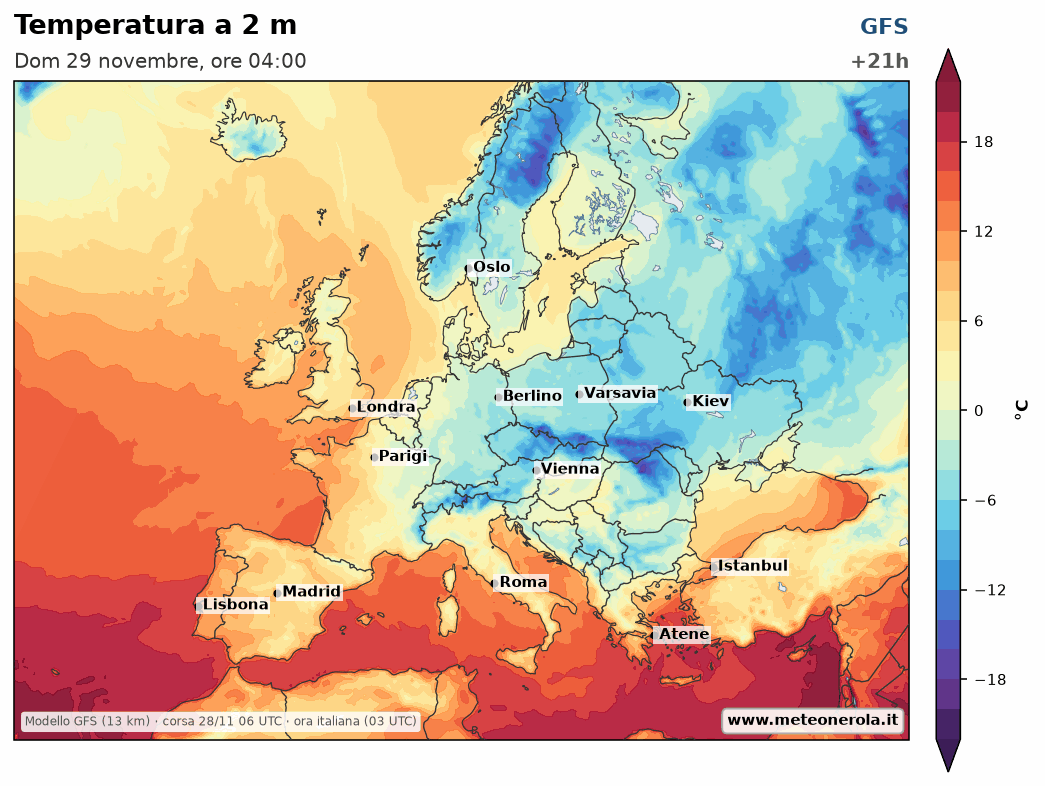 Temperatura a 2 m
GFS
Dom 29 novembre, ore 04:00
+21h
18
12
6
0
−6
−12
−18
°C
Oslo
Berlino
Varsavia
Kiev
Londra
Parigi
Vienna
Istanbul
Roma
Madrid
Lisbona
Atene
Modello GFS (13 km) · corsa 28/11 06 UTC · ora italiana (03 UTC)
www.meteonerola.it